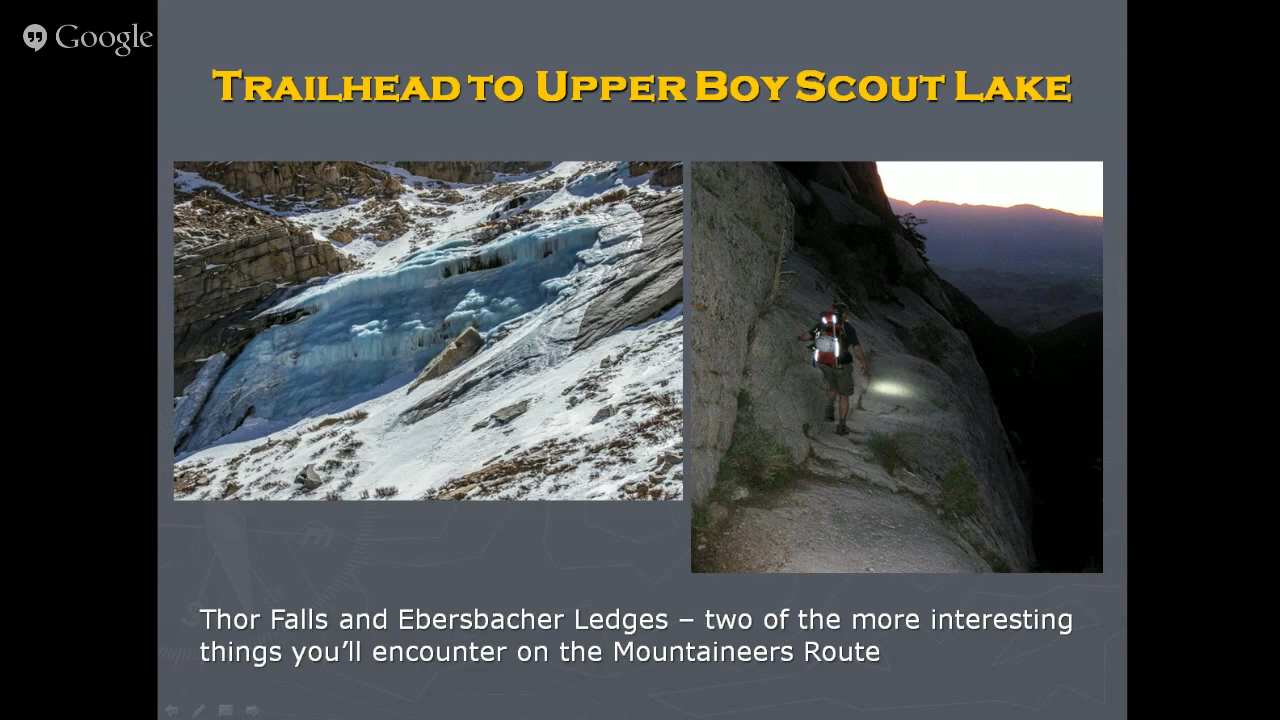 Google
Trailhead to Upper Boy Scout Lake
Thor Falls and Ebersbacher Ledges – two of the more interesting
things you'll encounter on the Mountaineers Route